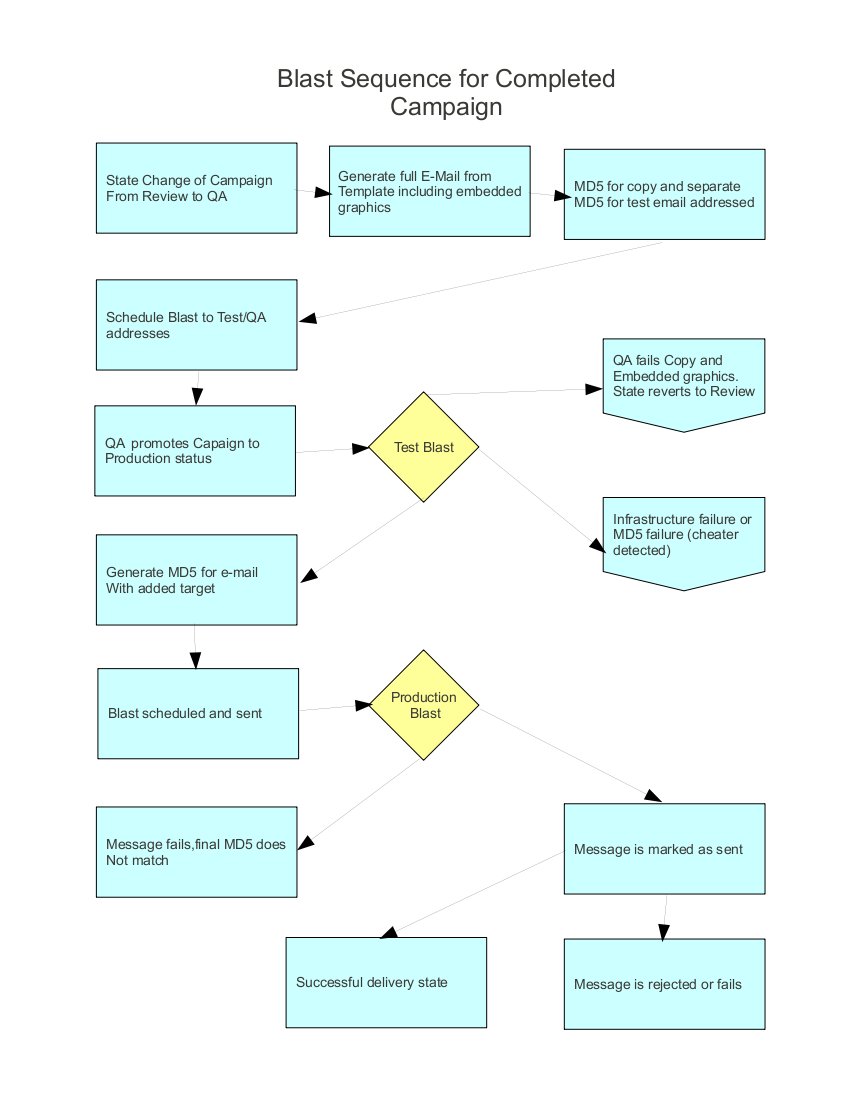 Blast Sequence for Completed
Campaign
State Change of Campaign
From Review to QA
Generate full E-Mail from
Template including embedded
graphics
MD5 for copy and separate
MD5 for test email addressed
Schedule Blast to Test/QA
addresses
QA fails Copy and
Embedded graphics.
State reverts to Review
QA promotes Capaign to
Production status
Test Blast
Infrastructure failure or
MD5 failure (cheater
detected)
Generate MD5 for e-mail
With added target
Blast scheduled and sent
Production
Blast
Message fails,final MD5 does
Not match
Message is marked as sent
Successful delivery state
Message is rejected or fails